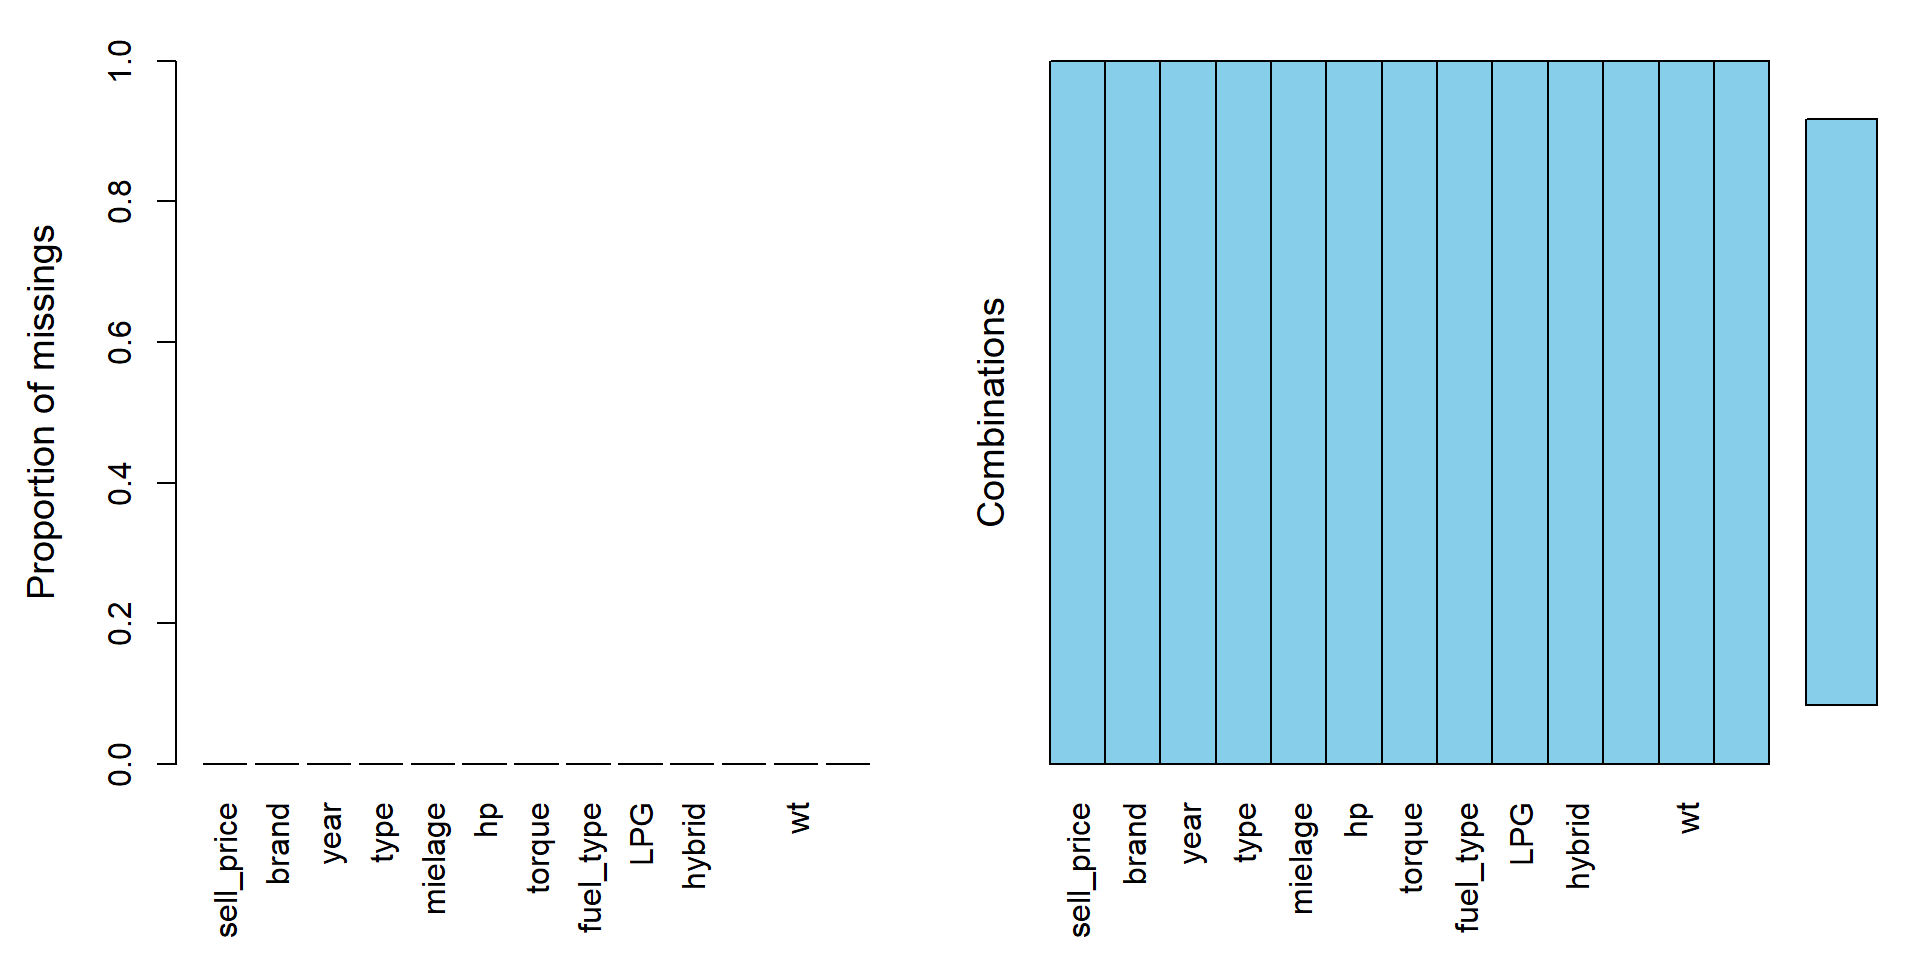 Proportion of missings
1.0
0.8
0.6
0.4
0.2
0.0
sell_price
brand
year
type
mielage
hp
torque
fuel_type
LPG
hybrid
wt
Combinations
sell_price
brand
year
type
mielage
hp
torque
fuel_type
LPG
hybrid
wt